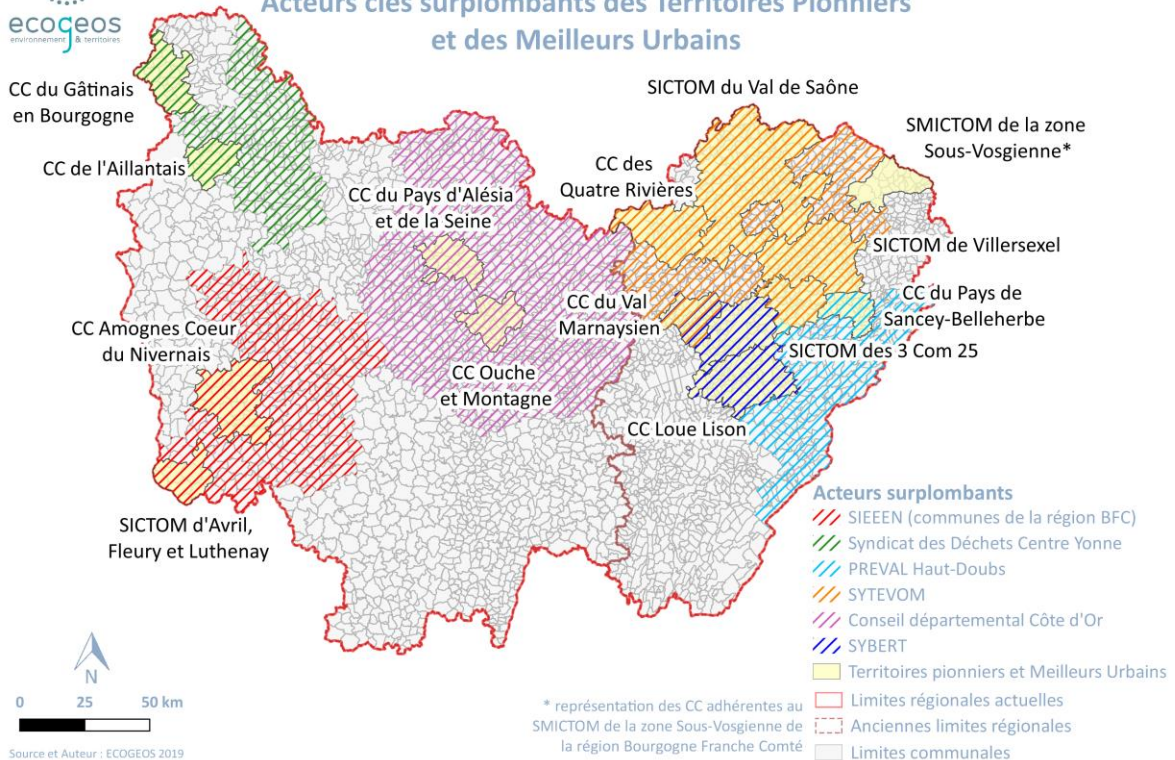 Acteurs clés surplombants des Territoires Pionniers
et des Meilleurs Urbains
ecogeos
environnement & territoires
CC du Gâtinais
en Bourgogne
CC de l'Aillantais
SICTOM du Val de Saône
SMICTOM de la zone
Sous-Vosgienne*
CC des
Quatre Rivières
CC du Pays d'Alésia
et de la Seine
SICTOM de Villersexel
CC du Pays de
Sancey-Belleherbe
CC du Val
Marnaysien
CC Amognes Coeur
du Nivernais
SICTOM des 3 Com 25
CC Ouche
et Montagne
CC Loue Lison
SICTOM d'Avril,
Fleury et Luthenay
Acteurs surplombants
SIEEEN (communes de la région BFC)
Syndicat des Déchets Centre Yonne
PREVAL Haut-Doubs
SYTEVOM
Conseil départemental Côte d'Or
SYBERT
Territoires pionniers et Meilleurs Urbains
Limites régionales actuelles
Anciennes limites régionales
Limites communales
N
0 25 50 km
* représentation des CC adhérentes au
SMICTOM de la zone Sous-Vosgienne de
la région Bourgogne Franche Comté
Source et Auteur : ECOGEOS 2019